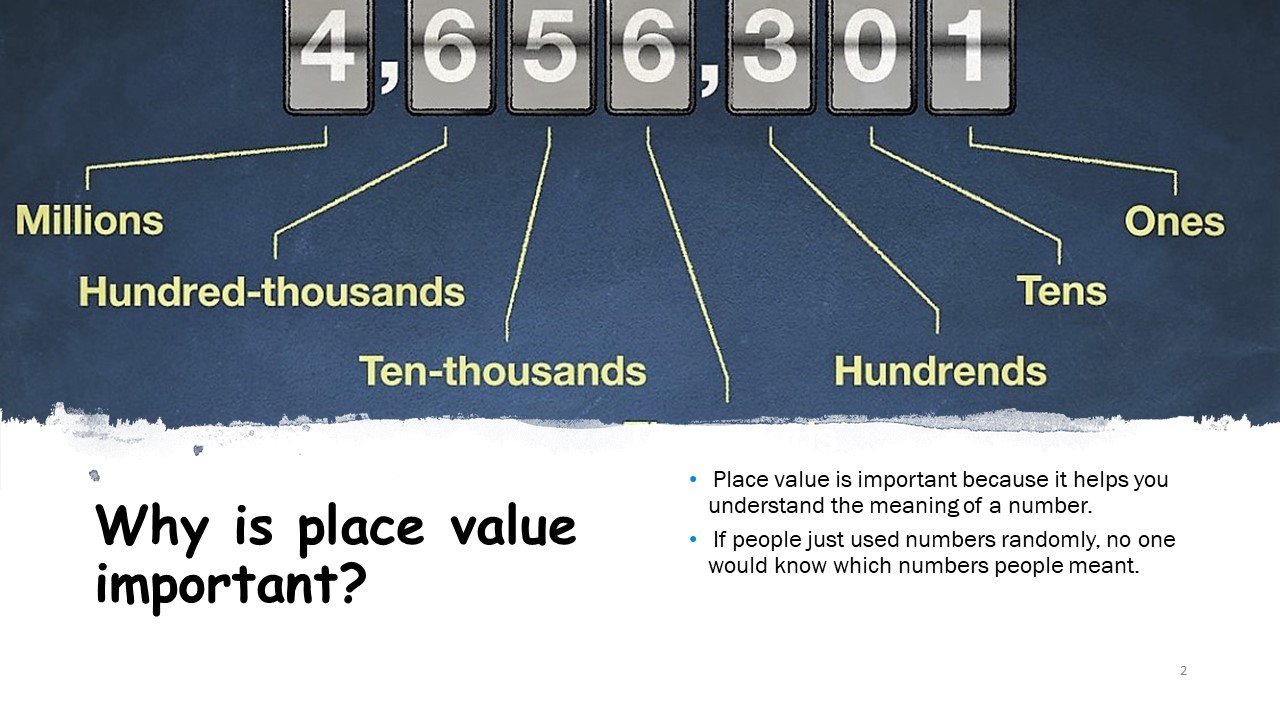 4,656,301
Millions
Ones
Hundred-thousands
Tens
Ten-thousands
Hundrends
Why is place value
important?
• Place value is important because it helps you
understand the meaning of a number.
• If people just used numbers randomly, no one
would know which numbers people meant.
2